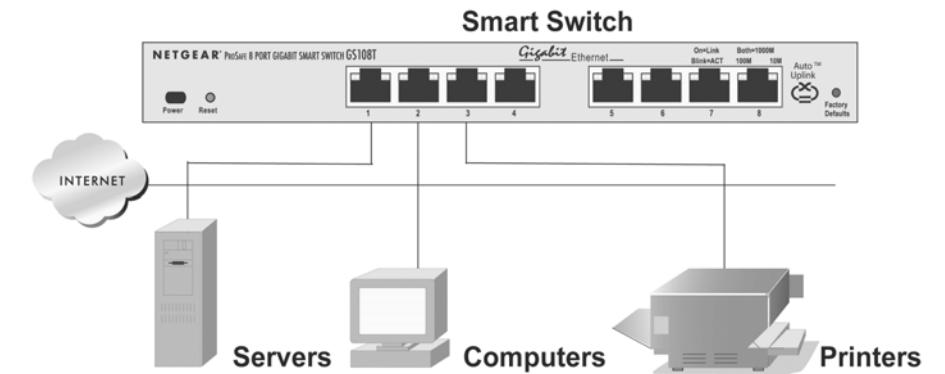 Smart Switch
NETGEAR® PROSAFE 8 PORT GIGABIT SMART SWITCH GS108T
Gigabit Ethernet
On=Link Both=1000M
Blink=ACT 100M 10M
Auto™
Uplink
Power Reset
1 2 3 4 5 6 7 8
Factory
Defaults
INTERNET
Servers Computers Printers